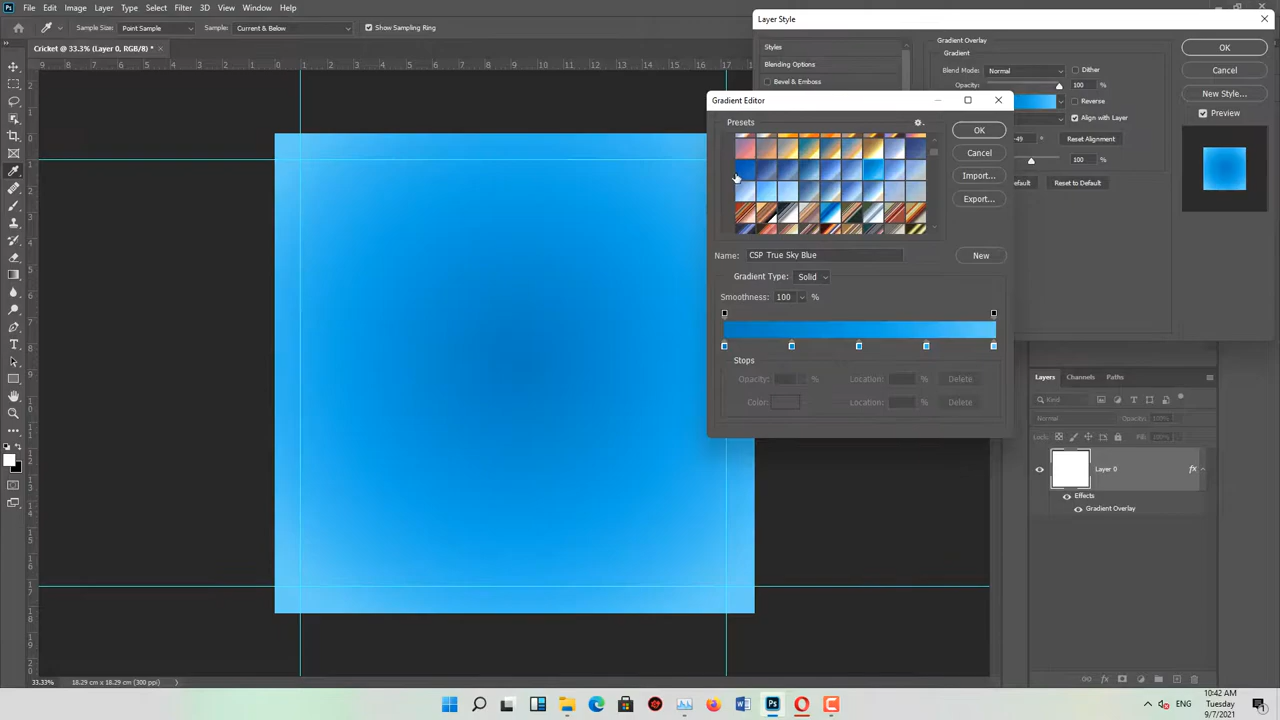 Ps File Edit Image Layer Type Select Filter 3D View Window Help
Sample Size: Point Sample Sample: Current & Below Show Sampling Ring
Cricket @ 33.3% (Layer 0, RGB/8) *
Layer Style
Styles
Blending Options
Bevel & Emboss
Gradient Overlay
Gradient
Blend Mode: Normal Dither
Opacity: 100 %
Reverse
Align with Layer
-49 ° Reset Alignment
100 %
Reset to Default
OK
Cancel
New Style...
Preview
Gradient Editor
Presets
OK
Cancel
Import...
Export...
Name: CSP True Sky Blue New
Gradient Type: Solid
Smoothness: 100 %
Stops
Opacity: % Location: % Delete
Color: Location: % Delete
Layers Channels Paths
Kind
Normal Opacity: 100%
Lock: Fill: 100%
Layer 0 fx
Effects
Gradient Overlay
33.33% 18.29 cm x 18.29 cm (300 ppi)
ENG
10:42 AM
Tuesday
9/7/2021